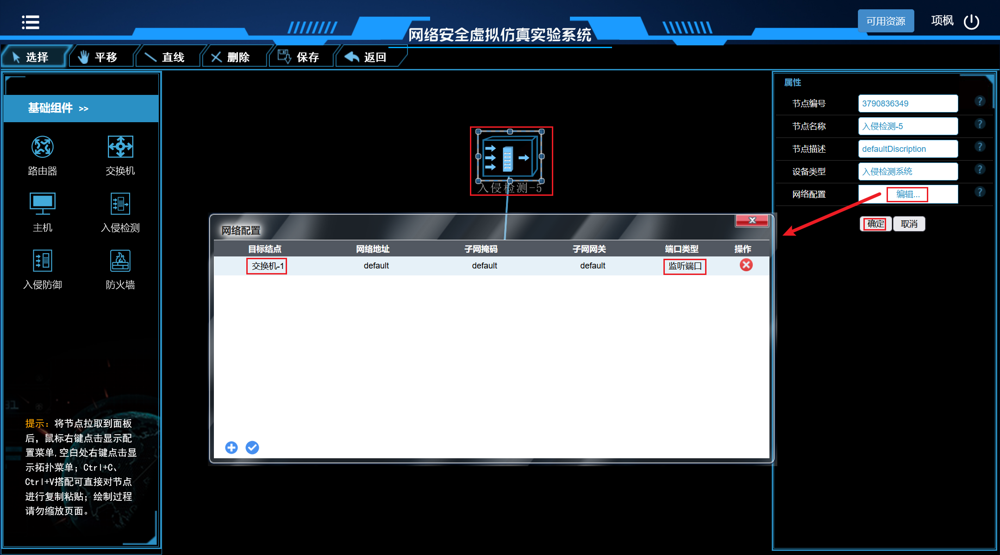 可用资源
项枫
网络安全虚拟仿真实验系统
选择
平移
直线
删除
保存
返回
基础组件 >>
路由器
交换机
主机
入侵检测
入侵防御
防火墙
提示：将节点拉取到面板
后，鼠标右键点击显示配
置菜单,空白处右键点击显
示拓扑菜单；Ctrl+C、
Ctrl+V搭配可直接对节点
进行复制粘贴；绘制过程
请勿缩放页面。
入侵检测-5
网络配置
目标结点 网络地址 子网掩码 子网网关 端口类型 操作
交换机-1 default default default 监听端口
属性
节点编号 3790836349 ?
节点名称 入侵检测-5 ?
节点描述 defaultDiscription ?
设备类型 入侵检测系统 ?
网络配置 编辑... ?
确定 取消